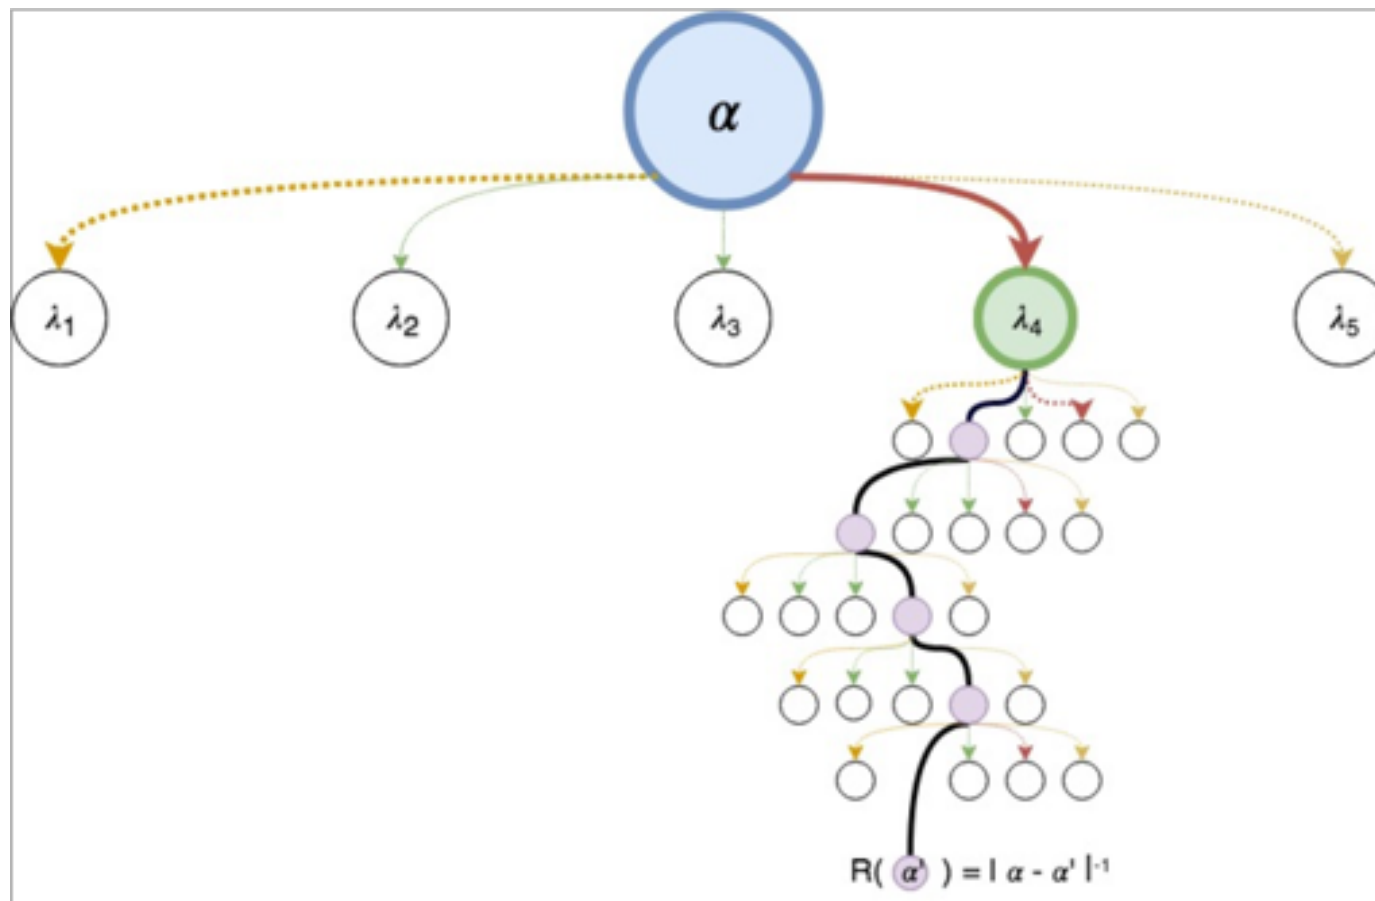 α
λ₁ λ₂ λ₃ λ₄ λ₅
R( α' ) = | α - α' |⁻¹